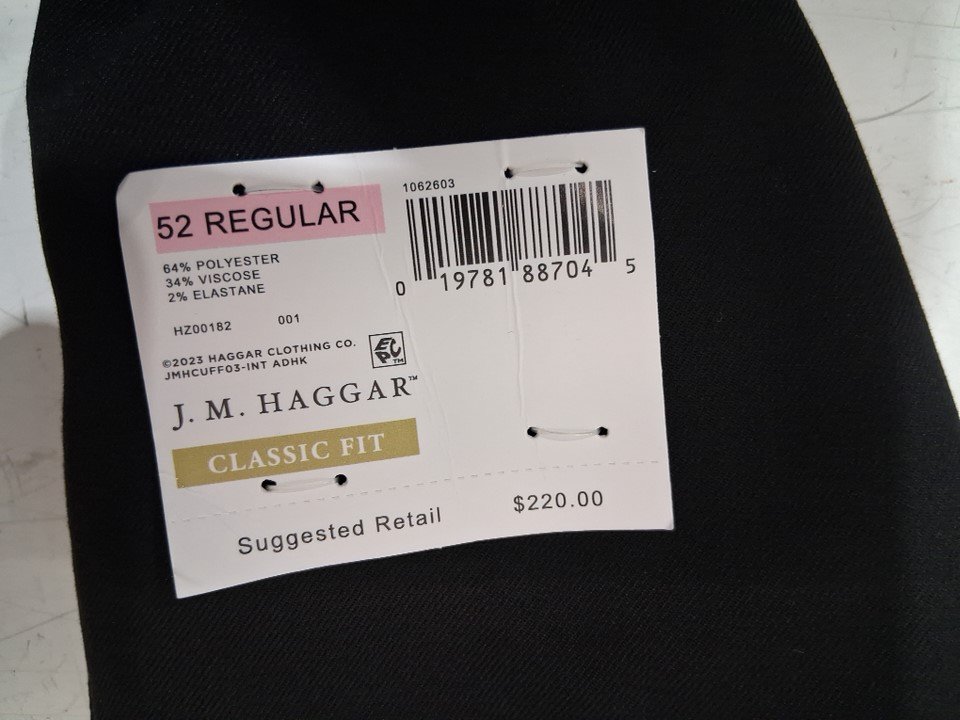 52 REGULAR
64% POLYESTER
34% VISCOSE
2% ELASTANE
HZ00182 001
©2023 HAGGAR CLOTHING CO.
JMHCUFF03-INT ADHK
EPC™
J. M. HAGGAR™
CLASSIC FIT
1062603
0 19781 88704 5
Suggested Retail $220.00